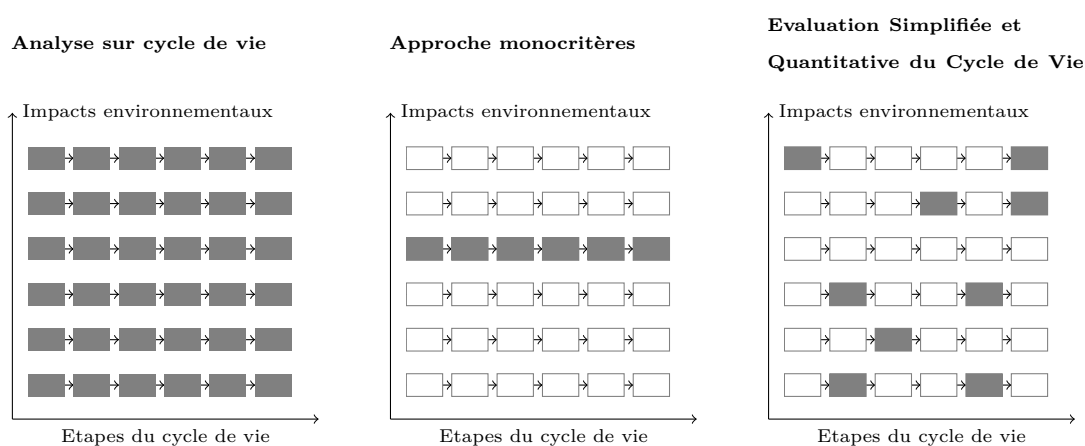 Analyse sur cycle de vie
Impacts environnementaux
Etapes du cycle de vie
Approche monocritères
Impacts environnementaux
Etapes du cycle de vie
Evaluation Simplifiée et
Quantitative du Cycle de Vie
Impacts environnementaux
Etapes du cycle de vie